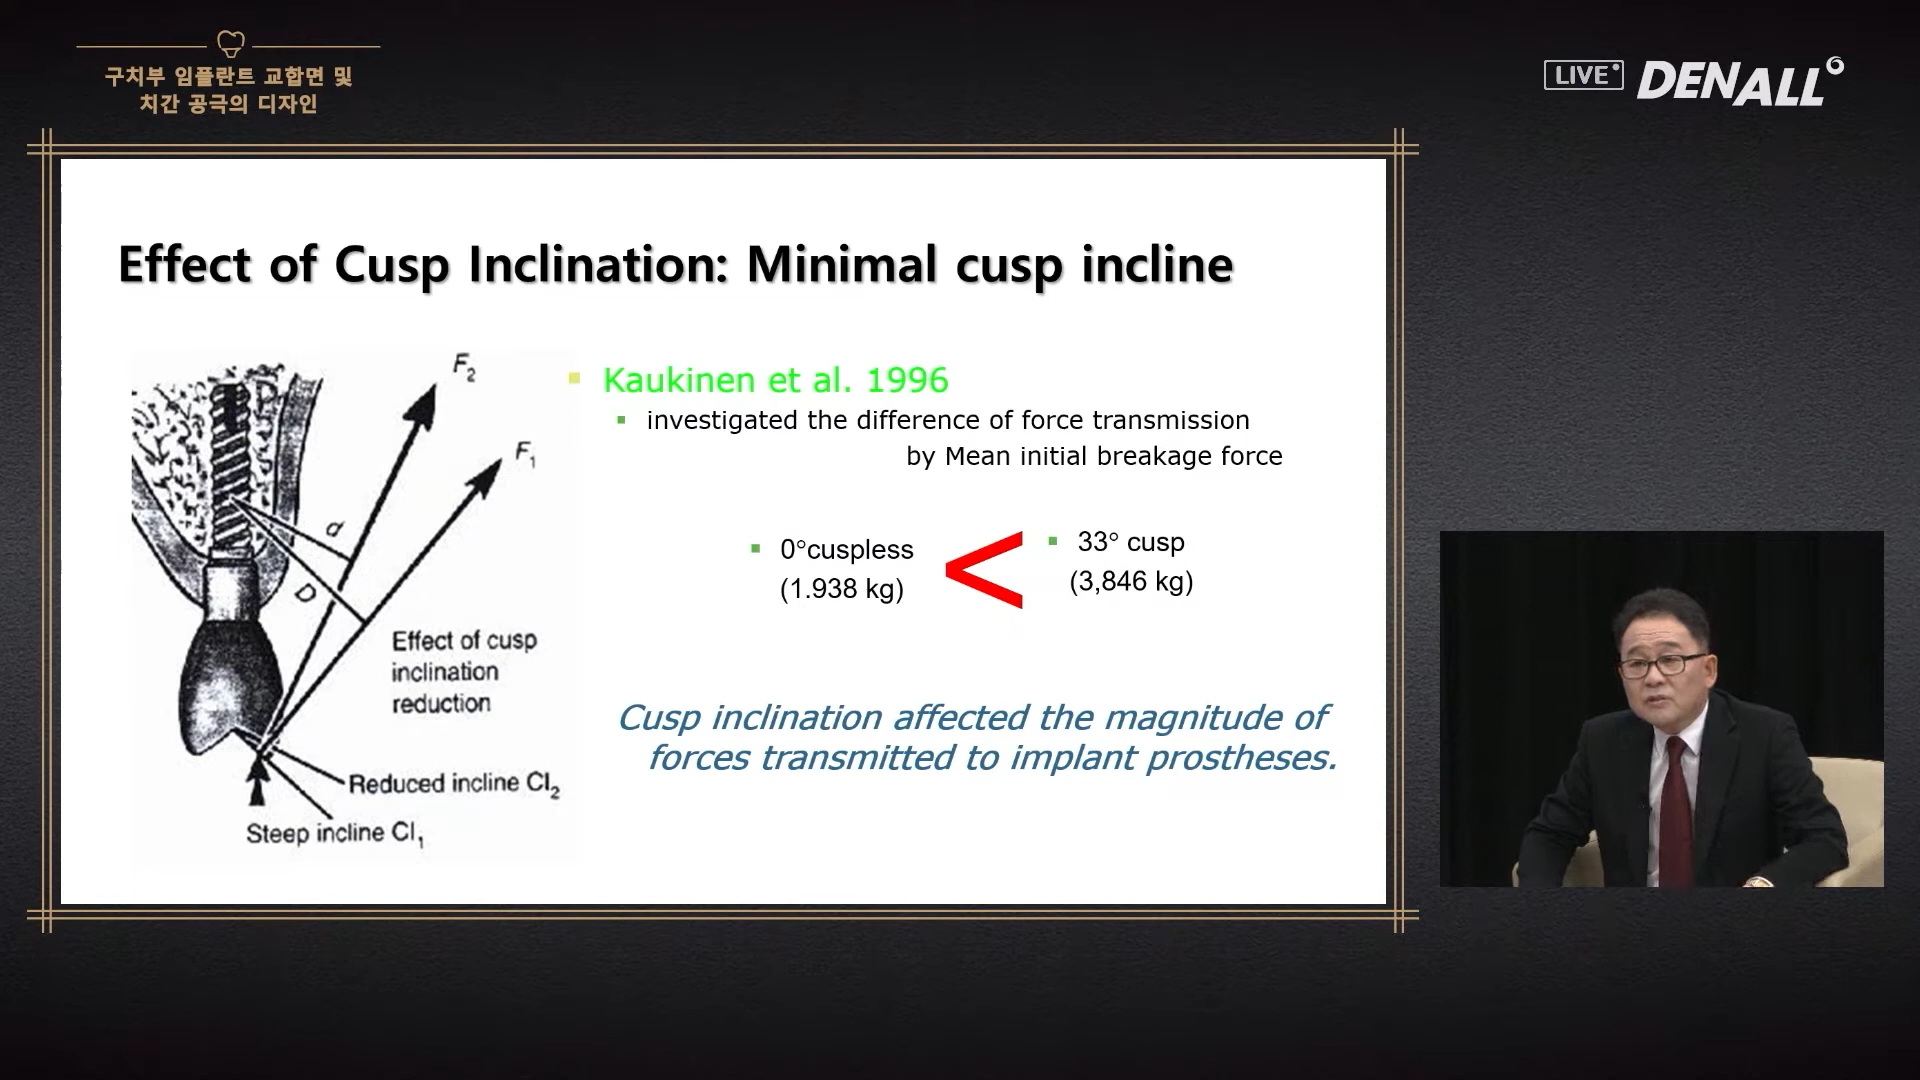 구치부 임플란트 교합면 및
치간 공극의 디자인
LIVE
DENALL
Effect of Cusp Inclination: Minimal cusp incline
F2
F1
d
D
Effect of cusp
inclination
reduction
Reduced incline CI2
Steep incline CI1
Kaukinen et al. 1996
investigated the difference of force transmission
by Mean initial breakage force
0°cuspless
(1.938 kg)
<
33° cusp
(3,846 kg)
Cusp inclination affected the magnitude of
forces transmitted to implant prostheses.